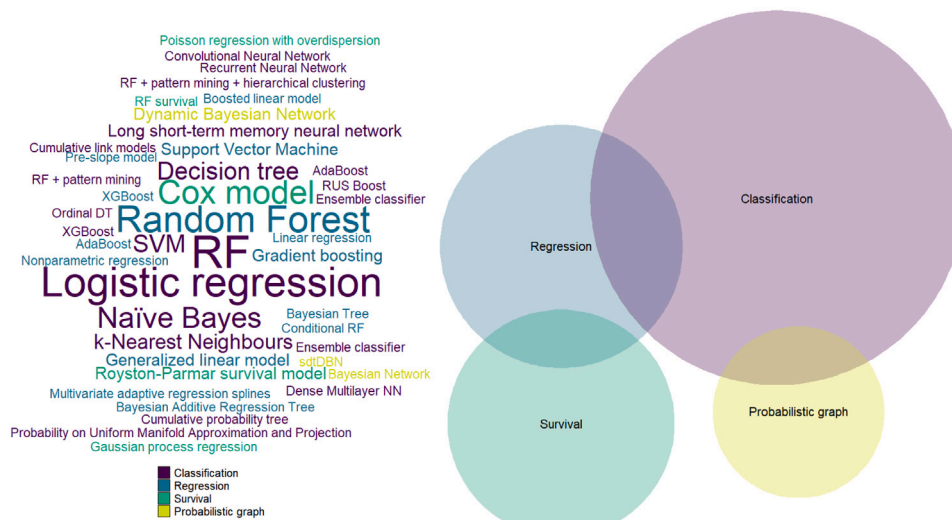 Poisson regression with overdispersion
Convolutional Neural Network
Recurrent Neural Network
RF + pattern mining + hierarchical clustering
RF survival Boosted linear model
Dynamic Bayesian Network
Long short-term memory neural network
Cumulative link models Support Vector Machine
Pre-slope model
Decision tree AdaBoost
RF + pattern mining RUS Boost
XGBoost Cox model Ensemble classifier
Ordinal DT Random Forest
XGBoost Linear regression
AdaBoost SVM RF Gradient boosting
Nonparametric regression
Logistic regression
Naïve Bayes Bayesian Tree
Conditional RF
k-Nearest Neighbours Ensemble classifier
Generalized linear model sdtDBN
Royston-Parmar survival model Bayesian Network
Multivariate adaptive regression splines Dense Multilayer NN
Bayesian Additive Regression Tree
Cumulative probability tree
Probability on Uniform Manifold Approximation and Projection
Gaussian process regression
Classification
Regression
Survival
Probabilistic graph
Classification
Regression
Probabilistic graph
Survival